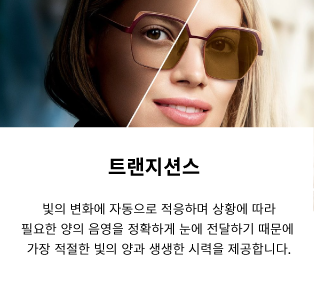 트랜지션스
빛의 변화에 자동으로 적응하며 상황에 따라
필요한 양의 음영을 정확하게 눈에 전달하기 때문에
가장 적절한 빛의 양과 생생한 시력을 제공합니다.